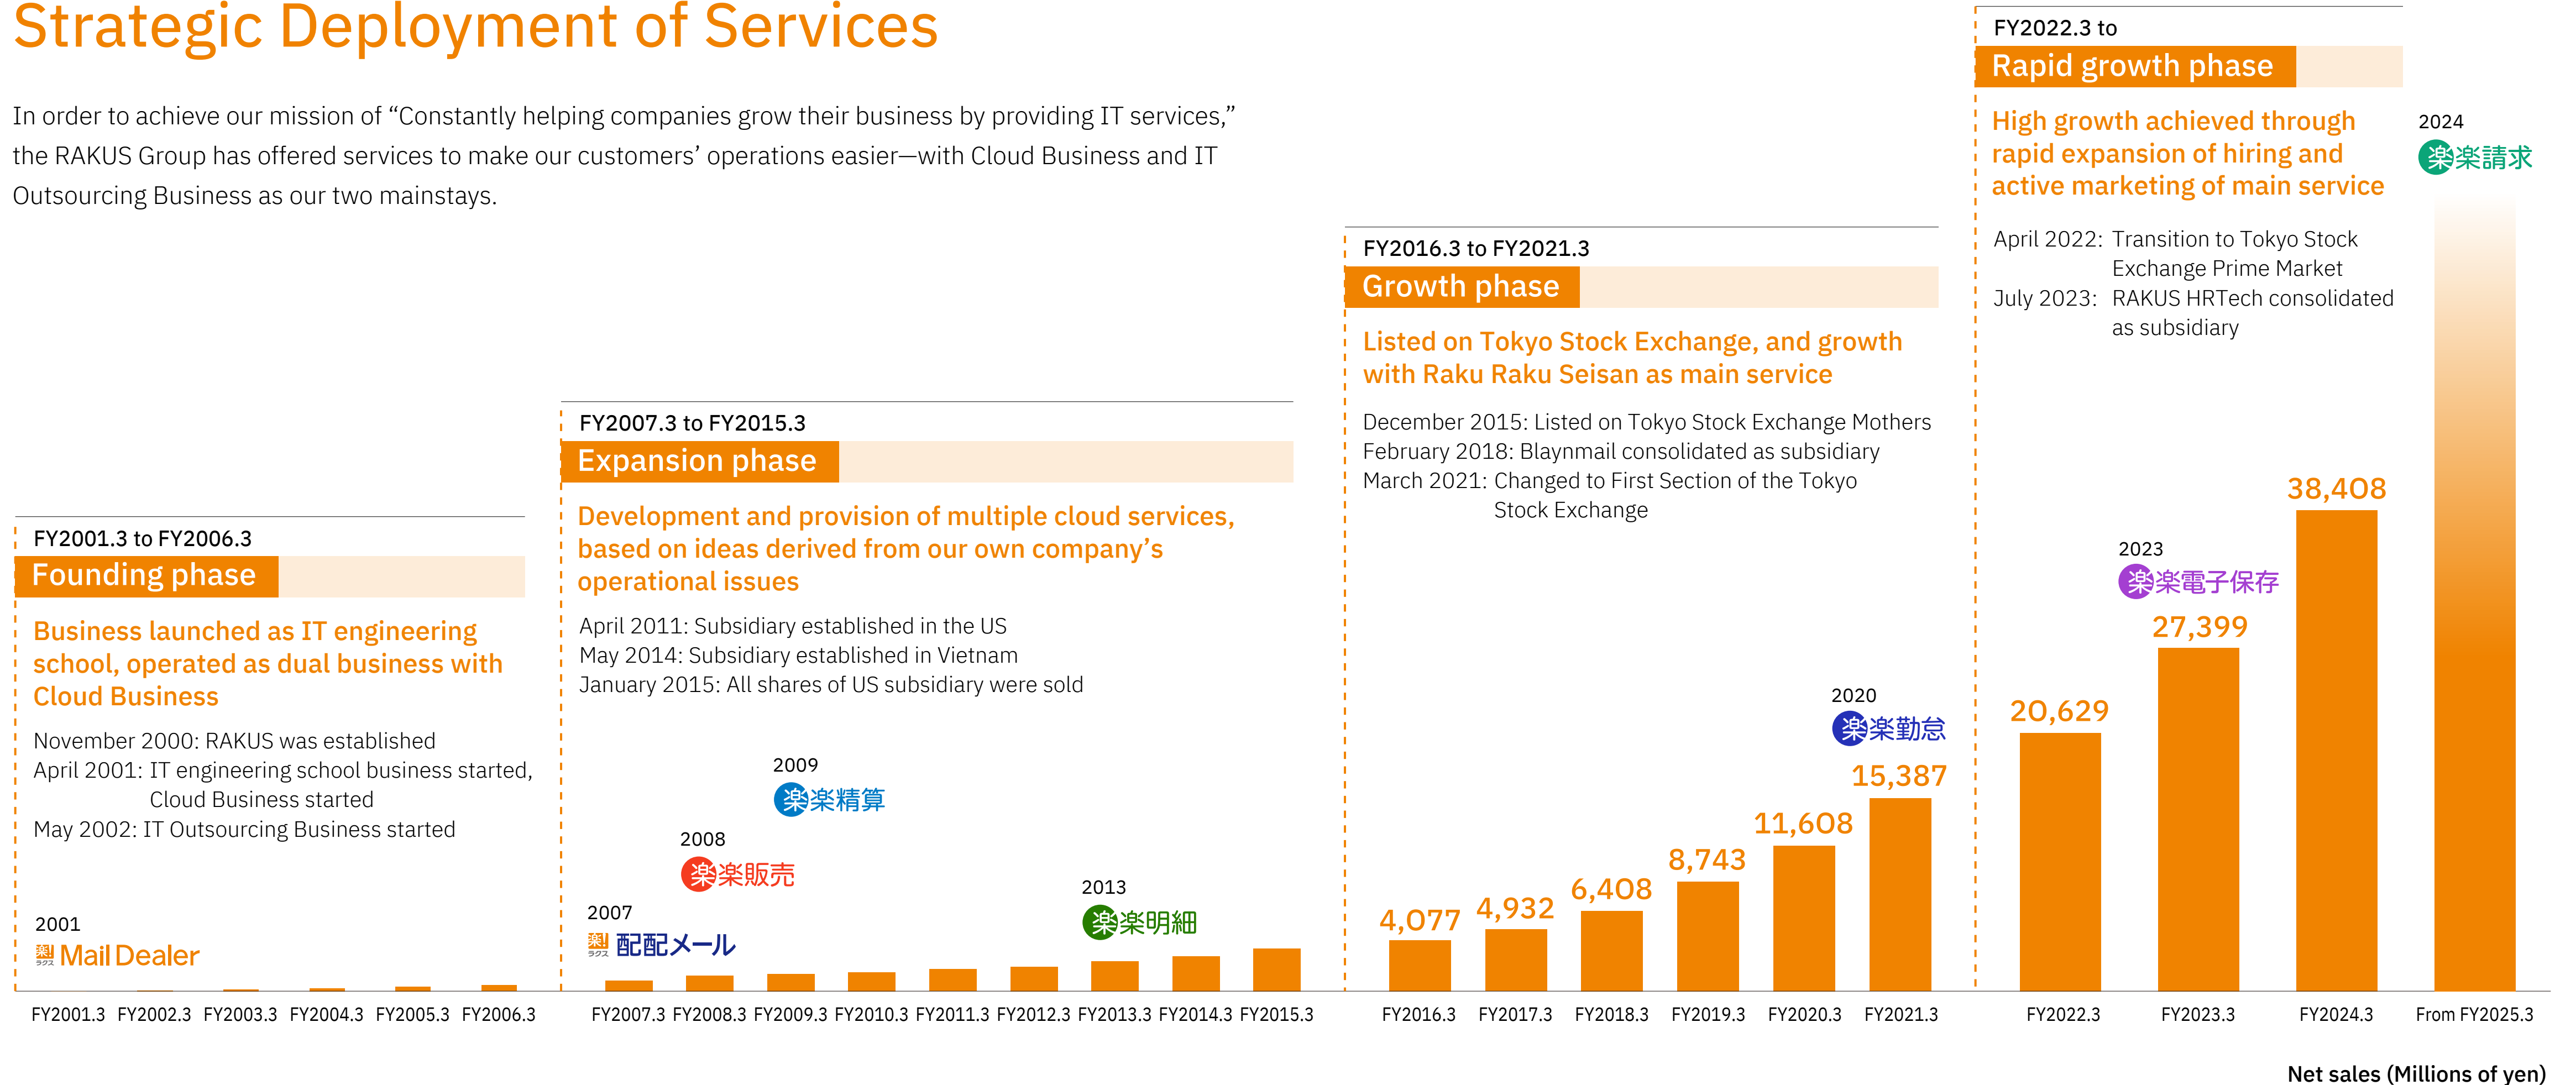 Strategic Deployment of Services
In order to achieve our mission of “Constantly helping companies grow their business by providing IT services,”
the RAKUS Group has offered services to make our customers’ operations easier—with Cloud Business and IT
Outsourcing Business as our two mainstays.
FY2001.3 to FY2006.3
Founding phase
Business launched as IT engineering
school, operated as dual business with
Cloud Business
November 2000: RAKUS was established
April 2001: IT engineering school business started,
Cloud Business started
May 2002: IT Outsourcing Business started
2001
楽! ラクス Mail Dealer
FY2001.3 FY2002.3 FY2003.3 FY2004.3 FY2005.3 FY2006.3
FY2007.3 to FY2015.3
Expansion phase
Development and provision of multiple cloud services,
based on ideas derived from our own company’s
operational issues
April 2011: Subsidiary established in the US
May 2014: Subsidiary established in Vietnam
January 2015: All shares of US subsidiary were sold
2007
楽! ラクス 配配メール
2008
楽楽販売
2009
楽楽精算
2013
楽楽明細
FY2007.3 FY2008.3 FY2009.3 FY2010.3 FY2011.3 FY2012.3 FY2013.3 FY2014.3 FY2015.3
FY2016.3 to FY2021.3
Growth phase
Listed on Tokyo Stock Exchange, and growth
with Raku Raku Seisan as main service
December 2015: Listed on Tokyo Stock Exchange Mothers
February 2018: Blaynmail consolidated as subsidiary
March 2021: Changed to First Section of the Tokyo
Stock Exchange
2020
楽楽勤怠
4,077 4,932 6,408 8,743 11,608 15,387
FY2016.3 FY2017.3 FY2018.3 FY2019.3 FY2020.3 FY2021.3
FY2022.3 to
Rapid growth phase
High growth achieved through
rapid expansion of hiring and
active marketing of main service
April 2022: Transition to Tokyo Stock
Exchange Prime Market
July 2023: RAKUS HRTech consolidated
as subsidiary
2023
楽楽電子保存
2024
楽楽請求
20,629 27,399 38,408
FY2022.3 FY2023.3 FY2024.3 From FY2025.3
Net sales (Millions of yen)